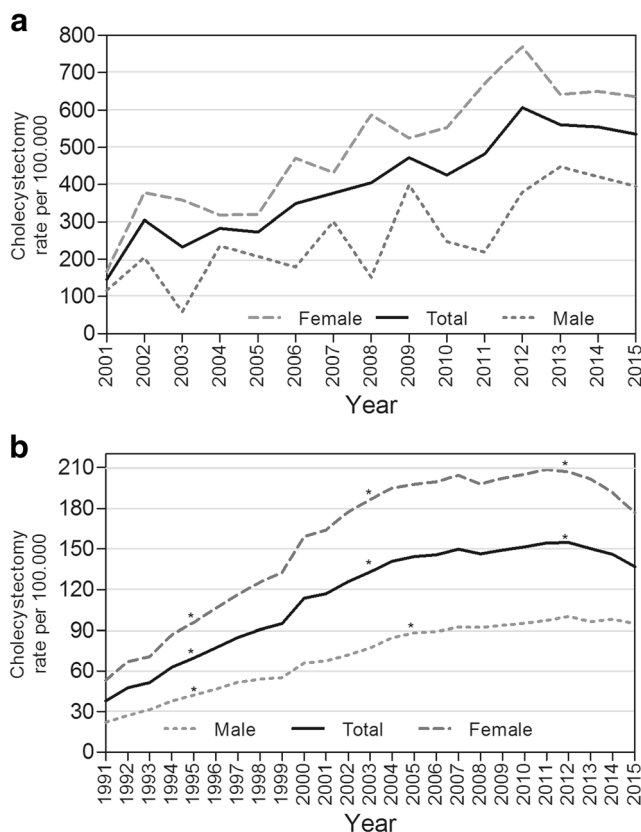 a
Cholecystectomy
rate per 100.000
800
700
600
500
400
300
200
100
0
Female Total Male
2001 2002 2003 2004 2005 2006 2007 2008 2009 2010 2011 2012 2013 2014 2015
Year
b
Cholecystectomy
rate per 100.000
210
180
150
120
90
60
30
0
* * *
* * *
* *
Male Total Female
1991 1992 1993 1994 1995 1996 1997 1998 1999 2000 2001 2002 2003 2004 2005 2006 2007 2008 2009 2010 2011 2012 2013 2014 2015
Year